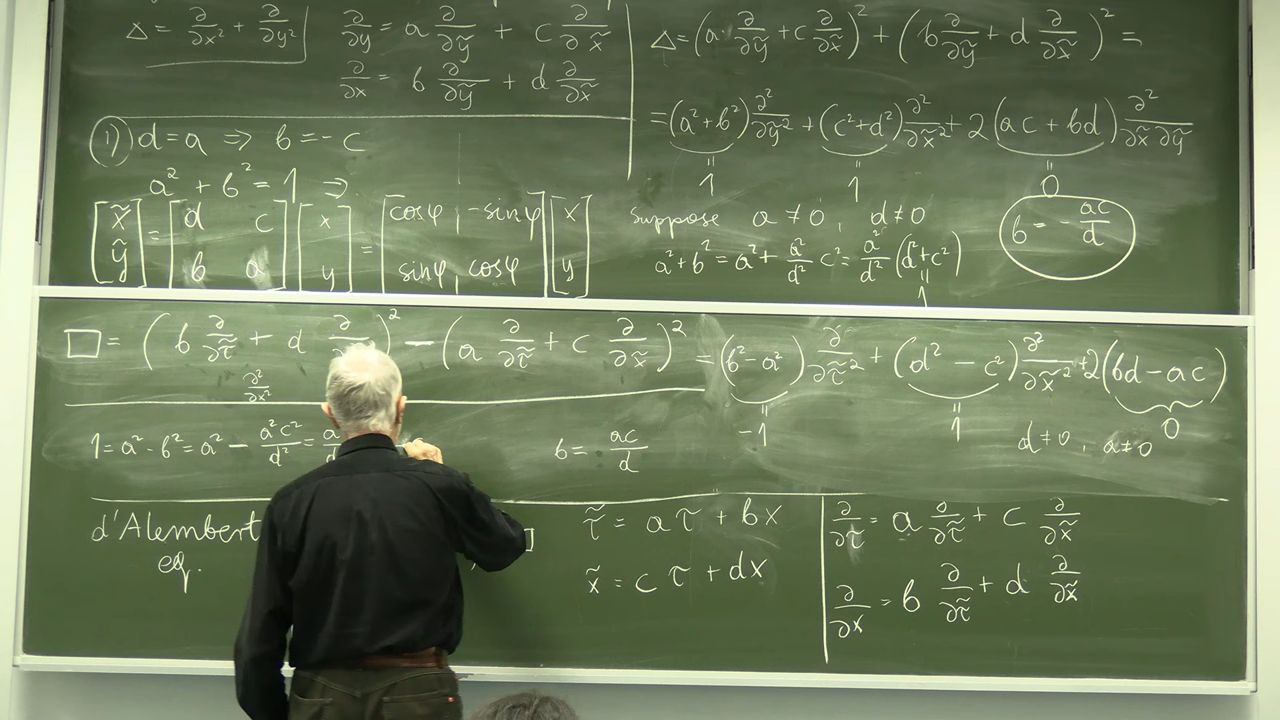 Δ = ∂²/∂x² + ∂²/∂y²
∂/∂y = a ∂/∂ỹ + c ∂/∂x̃
∂/∂x = b ∂/∂ỹ + d ∂/∂x̃
Δ = (a · ∂/∂ỹ + c ∂/∂x̃)² + (b ∂/∂ỹ + d ∂/∂x̃)² =
= (a² + b²) ∂²/∂ỹ² + (c² + d²) ∂²/∂x̃² + 2 (ac + bd) ∂²/∂x̃∂ỹ
= 1 = 1 = 0
① d = a ⇒ b = - c
a² + b² = 1 ⇒
[x̃ ỹ] = [d c; b a] [x y] = [cosφ -sinφ; sinφ cosφ] [x y]
suppose a ≠ 0, d ≠ 0
b = - ac/d
a² + b² = a² + a²/d² c² = a²/d² (d² + c²)
= 1
□ = (b ∂/∂τ̃ + d ∂/∂x̃)² - (a ∂/∂τ̃ + c ∂/∂x̃)² = (b² - a²) ∂²/∂τ̃² + (d² - c²) ∂²/∂x̃² + 2 (bd - ac)
∂²/∂x²
= -1 = 1 0
d ≠ 0, a ≠ 0
1 = a² - b² = a² - a²c²/d² =
b = ac/d
d'Alembert
eq.
□
τ̃ = aτ + bx
x̃ = cτ + dx
∂/∂τ = a ∂/∂τ̃ + c ∂/∂x̃
∂/∂x = b ∂/∂τ̃ + d ∂/∂x̃